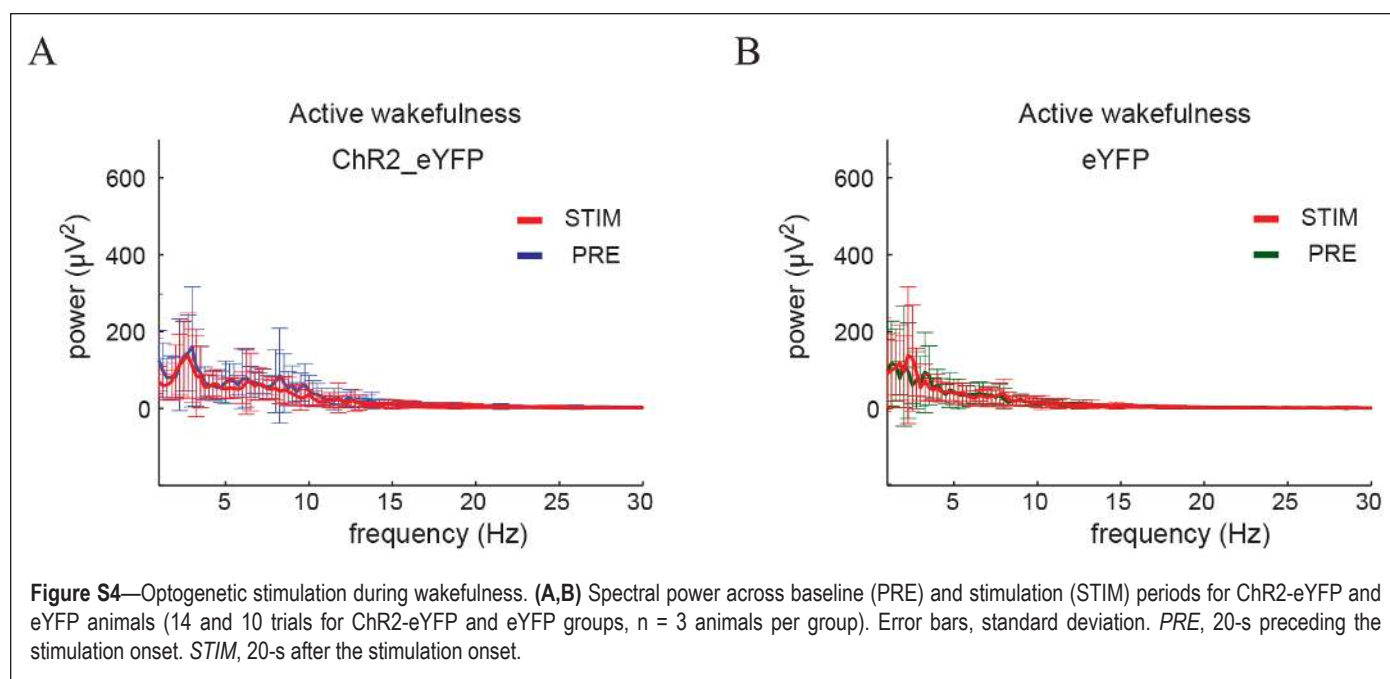 A
Active wakefulness
ChR2_eYFP
600
400
200
0
power (µV²)
STIM
PRE
5 10 15 20 25 30
frequency (Hz)
B
Active wakefulness
eYFP
600
400
200
0
power (µV²)
STIM
PRE
5 10 15 20 25 30
frequency (Hz)
Figure S4—Optogenetic stimulation during wakefulness. (A,B) Spectral power across baseline (PRE) and stimulation (STIM) periods for ChR2-eYFP and
eYFP animals (14 and 10 trials for ChR2-eYFP and eYFP groups, n = 3 animals per group). Error bars, standard deviation. PRE, 20-s preceding the
stimulation onset. STIM, 20-s after the stimulation onset.